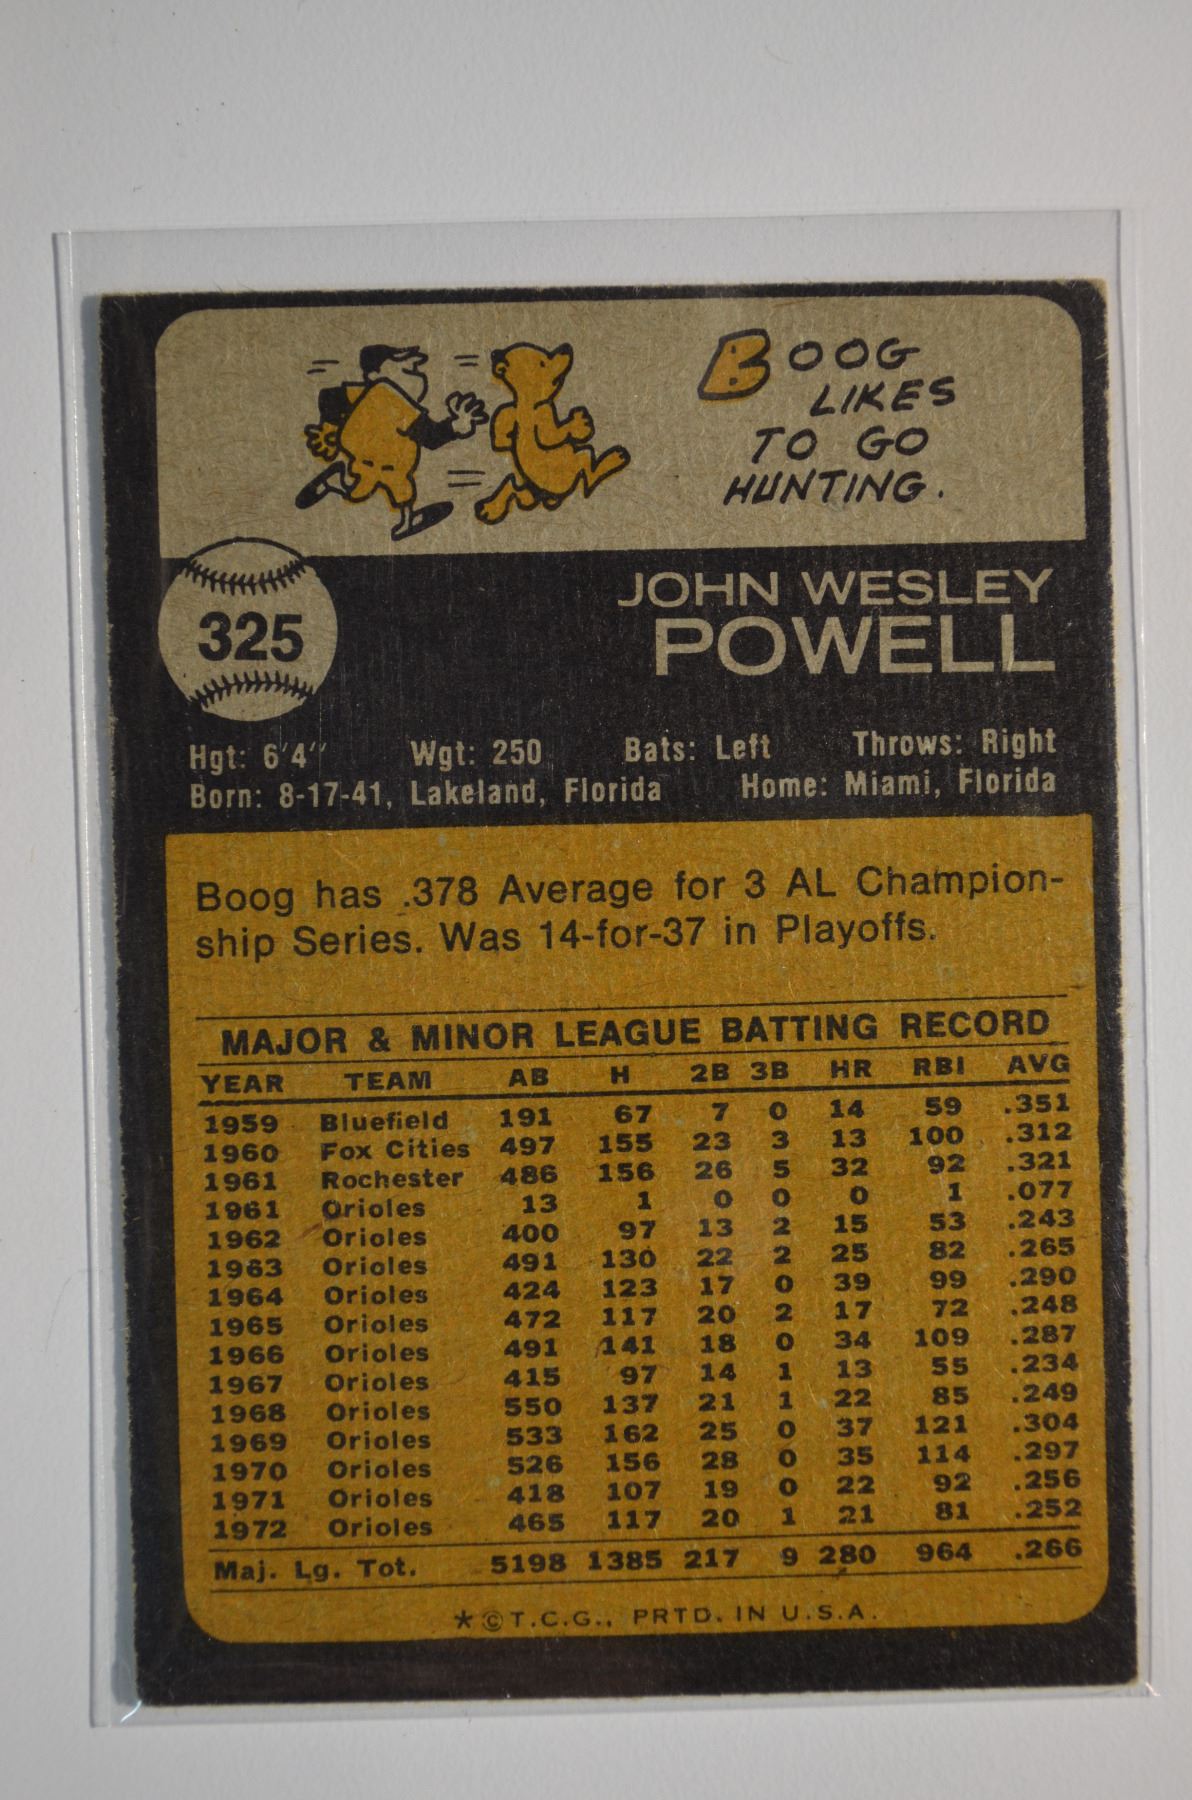 BOOG
LIKES
TO GO
HUNTING.
325
JOHN WESLEY
POWELL
Hgt: 6'4" Wgt: 250 Bats: Left Throws: Right
Born: 8-17-41, Lakeland, Florida Home: Miami, Florida
Boog has .378 Average for 3 AL Champion-
ship Series. Was 14-for-37 in Playoffs.
MAJOR & MINOR LEAGUE BATTING RECORD
YEAR TEAM AB H 2B 3B HR RBI AVG
1959 Bluefield 191 67 7 0 14 59 .351
1960 Fox Cities 497 155 23 3 13 100 .312
1961 Rochester 486 156 26 5 32 92 .321
1961 Orioles 13 1 0 0 0 1 .077
1962 Orioles 400 97 13 2 15 53 .243
1963 Orioles 491 130 22 2 25 82 .265
1964 Orioles 424 123 17 0 39 99 .290
1965 Orioles 472 117 20 2 17 72 .248
1966 Orioles 491 141 18 0 34 109 .287
1967 Orioles 415 97 14 1 13 55 .234
1968 Orioles 550 137 21 1 22 85 .249
1969 Orioles 533 162 25 0 37 121 .304
1970 Orioles 526 156 28 0 35 114 .297
1971 Orioles 418 107 19 0 22 92 .256
1972 Orioles 465 117 20 1 21 81 .252
Maj. Lg. Tot. 5198 1385 217 9 280 964 .266
*© T.C.G., PRTD. IN U.S.A.